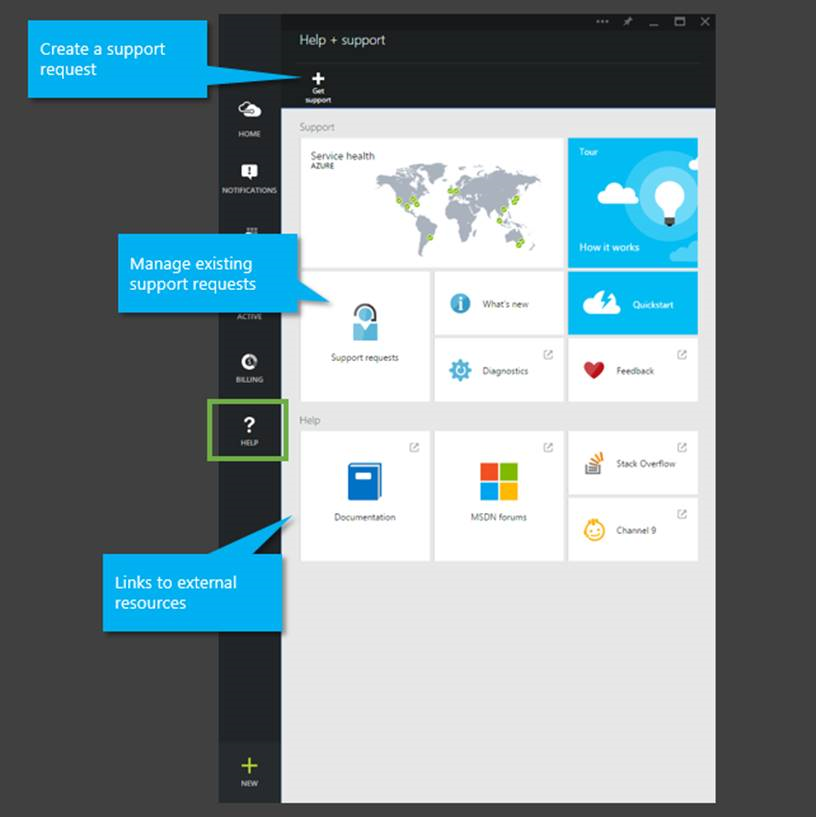 Create a support
request
Help + support
Get
support
HOME
NOTIFICATIONS
Support
Service health
AZURE
Tour
How it works
Manage existing
support requests
ACTIVE
Support requests
What's new
Quickstart
Diagnostics
Feedback
BILLING
?
HELP
Help
Documentation
MSDN forums
Stack Overflow
Channel 9
Links to external
resources
NEW